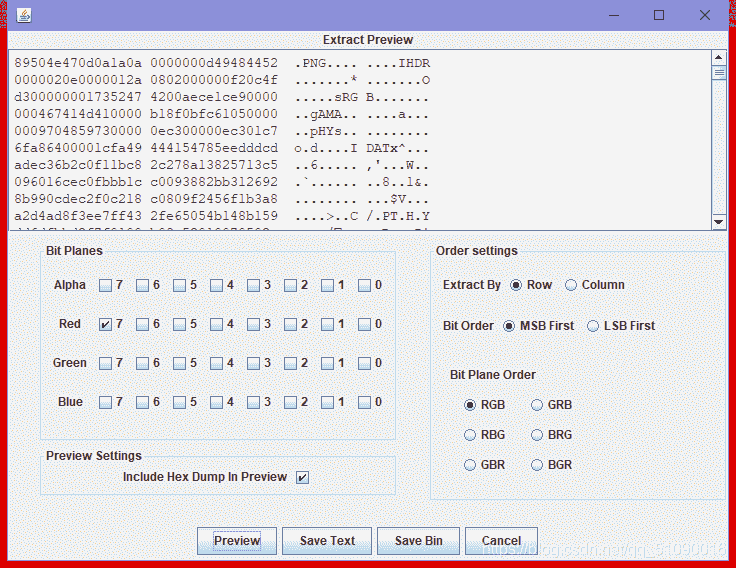 Extract Preview
89504e470d0a1a0a 0000000d49484452 .PNG.... ....IHDR
0000020e0000012a 0802000000f20c4f .......* .......O
d300000001735247 4200aece1ce90000 .....sRG B.......
000467414d410000 b18f0bfc61050000 ..gAMA.. ....a...
0009704859730000 0ec300000ec301c7 ..pHYs.. ........
6fa86400001cfa49 444154785eedddcd o.d....I DATx^...
adec36b2c0f11bc8 2c278a13825713c5 ..6..... ,'...W..
096016cec0fbbb1c c0093882bb312692 .`...... ..8..1&.
8b990cdec2f0c218 c0809f2456f1b3a8 ........ ...$V...
a2d4ad8f3ee7ff43 2fe65054b148b159 ....>..C /.PT.H.Y
Bit Planes
Alpha 7 6 5 4 3 2 1 0
Red 7 6 5 4 3 2 1 0
Green 7 6 5 4 3 2 1 0
Blue 7 6 5 4 3 2 1 0
Preview Settings
Include Hex Dump In Preview
Order settings
Extract By Row Column
Bit Order MSB First LSB First
Bit Plane Order
RGB GRB
RBG BRG
GBR BGR
Preview Save Text Save Bin Cancel
https://blog.csdn.net/qq_51090016